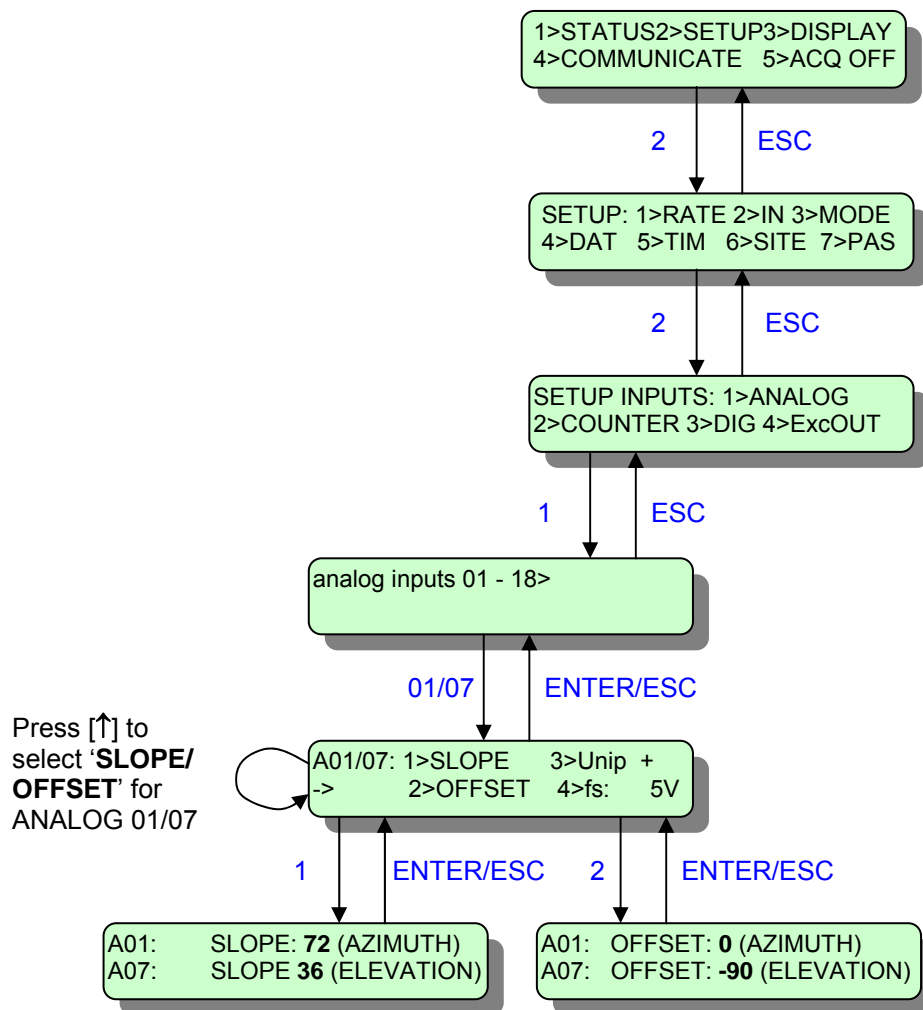 1>STATUS2>SETUP3>DISPLAY
4>COMMUNICATE 5>ACQ OFF
2
ESC
SETUP: 1>RATE 2>IN 3>MODE
4>DAT 5>TIM 6>SITE 7>PAS
2
ESC
SETUP INPUTS: 1>ANALOG
2>COUNTER 3>DIG 4>ExcOUT
1
ESC
analog inputs 01 - 18>
01/07
ENTER/ESC
Press [↑] to
select ‘SLOPE/
OFFSET’ for
ANALOG 01/07
A01/07: 1>SLOPE 3>Unip +
-> 2>OFFSET 4>fs: 5V
1
ENTER/ESC
2
ENTER/ESC
A01: SLOPE: 72 (AZIMUTH)
A07: SLOPE 36 (ELEVATION)
A01: OFFSET: 0 (AZIMUTH)
A07: OFFSET: -90 (ELEVATION)